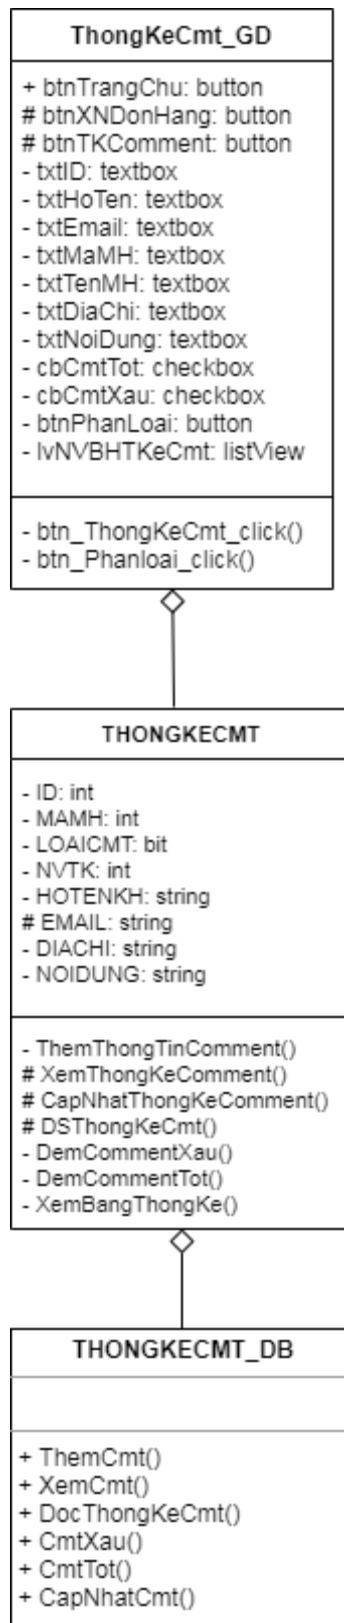 ThongKeCmt_GD
+ btnTrangChu: button
# btnXNDonHang: button
# btnTKComment: button
- txtID: textbox
- txtHoTen: textbox
- txtEmail: textbox
- txtMaMH: textbox
- txtTenMH: textbox
- txtDiaChi: textbox
- txtNoiDung: textbox
- cbCmtTot: checkbox
- cbCmtXau: checkbox
- btnPhanLoai: button
- lvNVBHTKeCmt: listView
- btn_ThongKeCmt_click()
- btn_Phanloai_click()
THONGKECMT
- ID: int
- MAMH: int
- LOAICMT: bit
- NVTK: int
- HOTENKH: string
# EMAIL: string
- DIACHI: string
- NOIDUNG: string
- ThemThongTinComment()
# XemThongKeComment()
# CapNhatThongKeComment()
# DSThongKeCmt()
- DemCommentXau()
- DemCommentTot()
- XemBangThongKe()
THONGKECMT_DB
+ ThemCmt()
+ XemCmt()
+ DocThongKeCmt()
+ CmtXau()
+ CmtTot()
+ CapNhatCmt()